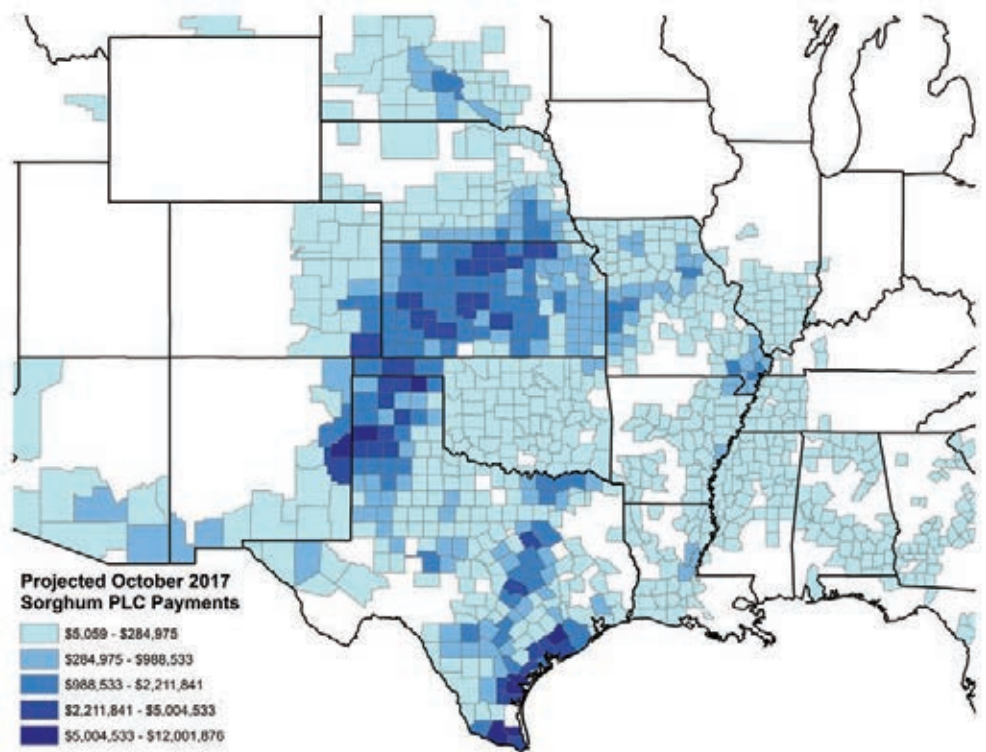 Projected October 2017
Sorghum PLC Payments
$5,059 - $284,975
$284,975 - $988,533
$988,533 - $2,211,841
$2,211,841 - $5,004,533
$5,004,533 - $12,001,876